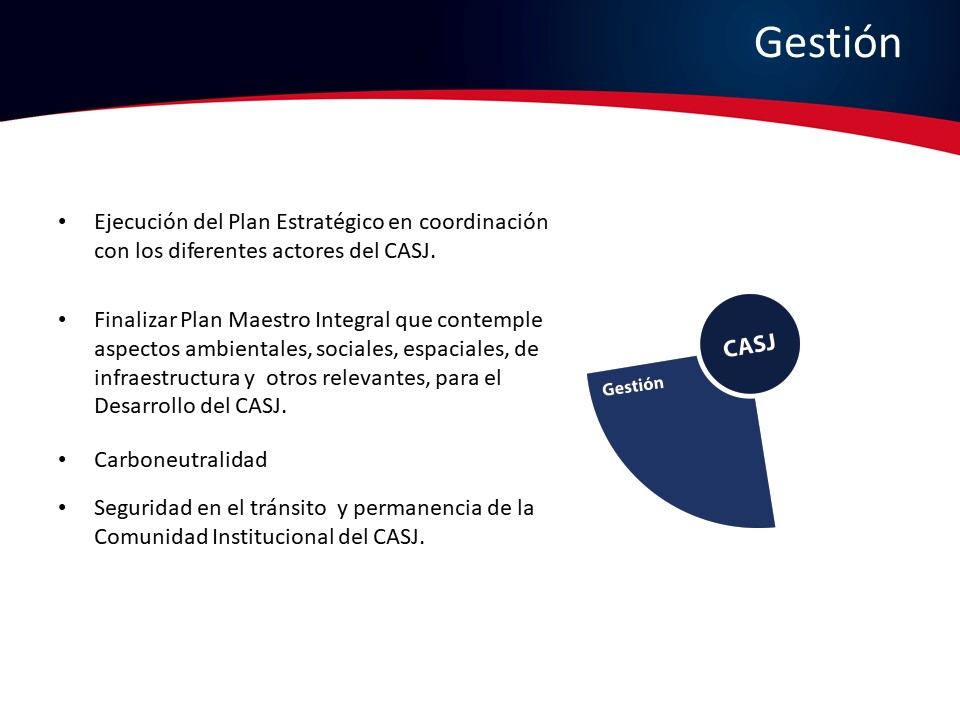 Gestión
• Ejecución del Plan Estratégico en coordinación
con los diferentes actores del CASJ.
• Finalizar Plan Maestro Integral que contemple
aspectos ambientales, sociales, espaciales, de
infraestructura y  otros relevantes, para el
Desarrollo del CASJ.
• Carboneutralidad
• Seguridad en el tránsito  y permanencia de la
Comunidad Institucional del CASJ.
CASJ
Gestión